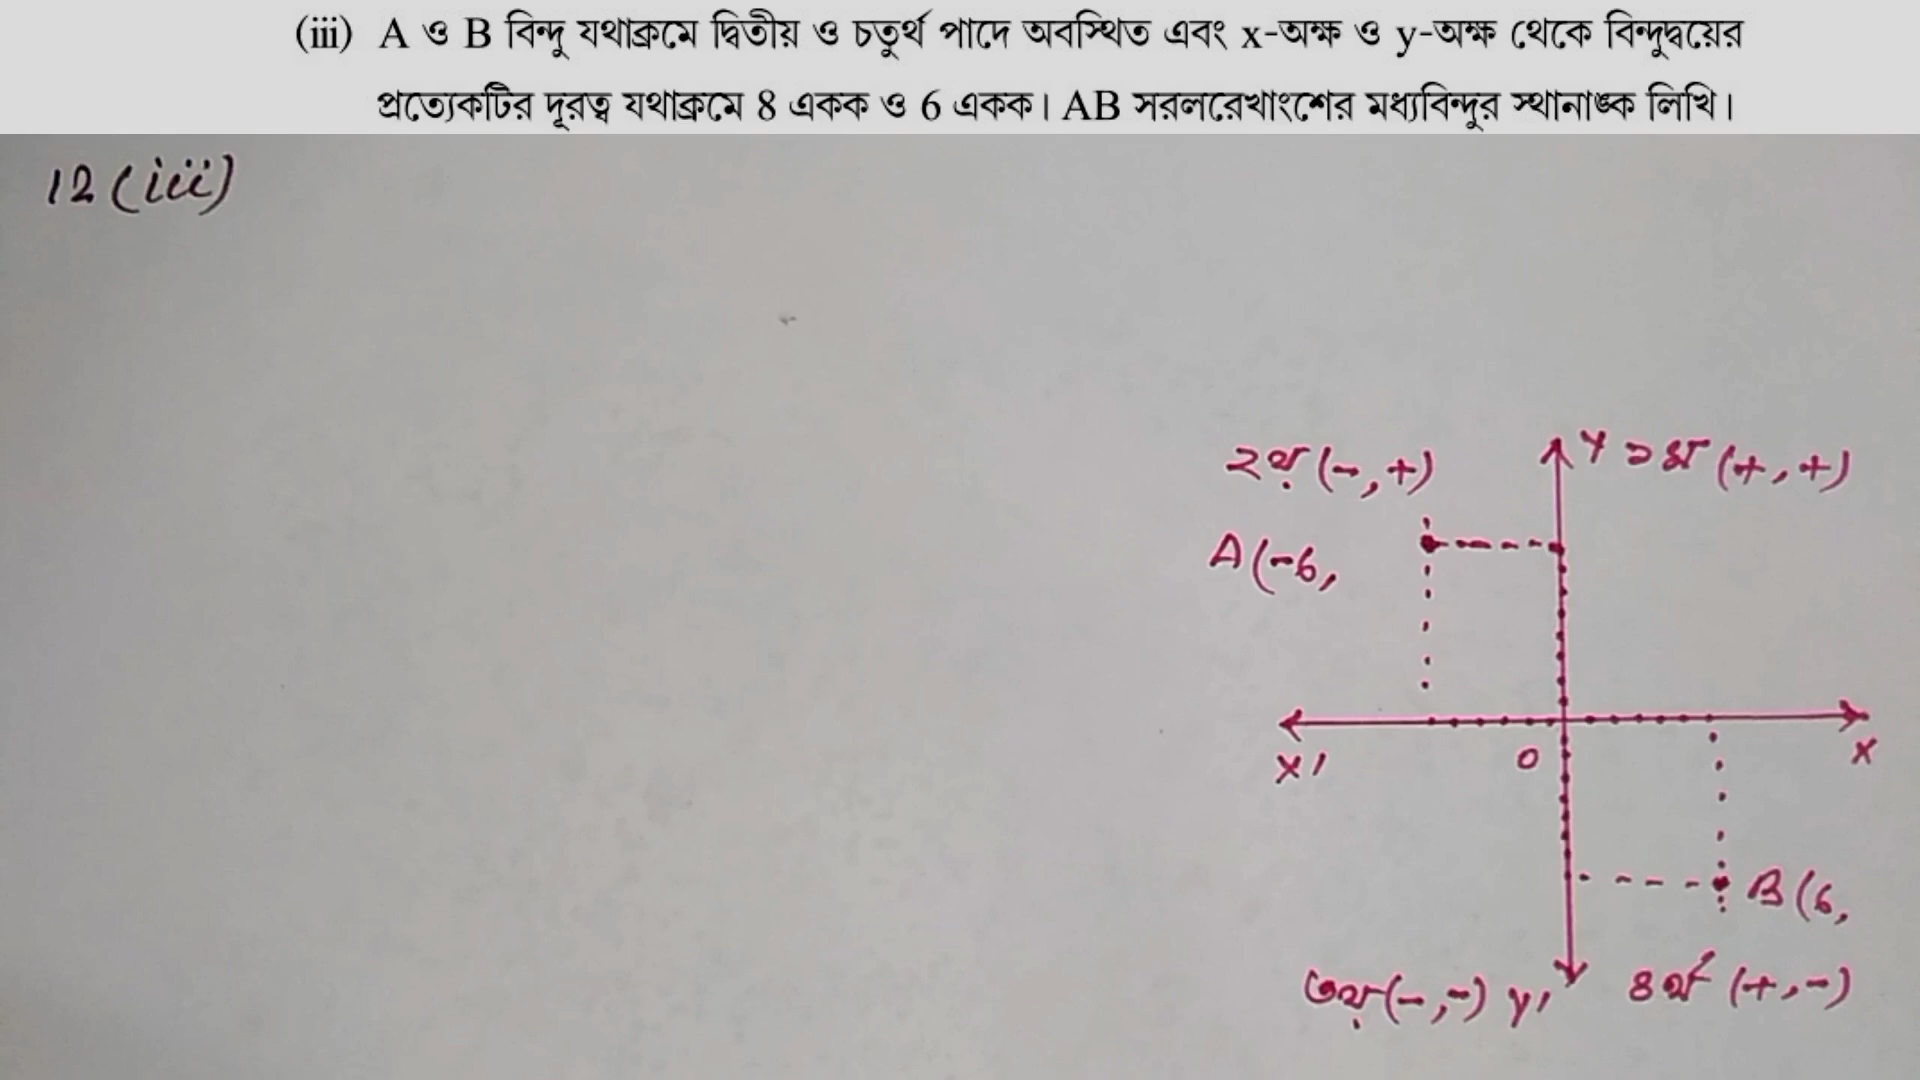 (iii) A ও B বিন্দু যথাক্রমে দ্বিতীয় ও চতুর্থ পাদে অবস্থিত এবং x-অক্ষ ও y-অক্ষ থেকে বিন্দুদ্বয়ের
প্রত্যেকটির দূরত্ব যথাক্রমে 8 একক ও 6 একক। AB সরলরেখাংশের মধ্যবিন্দুর স্থানাঙ্ক লিখি।
12 (iii)
২য় (-, +)
Y ১ম (+, +)
A (-6,
X'
O
X
B (6,
৩য় (-, -) Y'
৪র্থ (+, -)